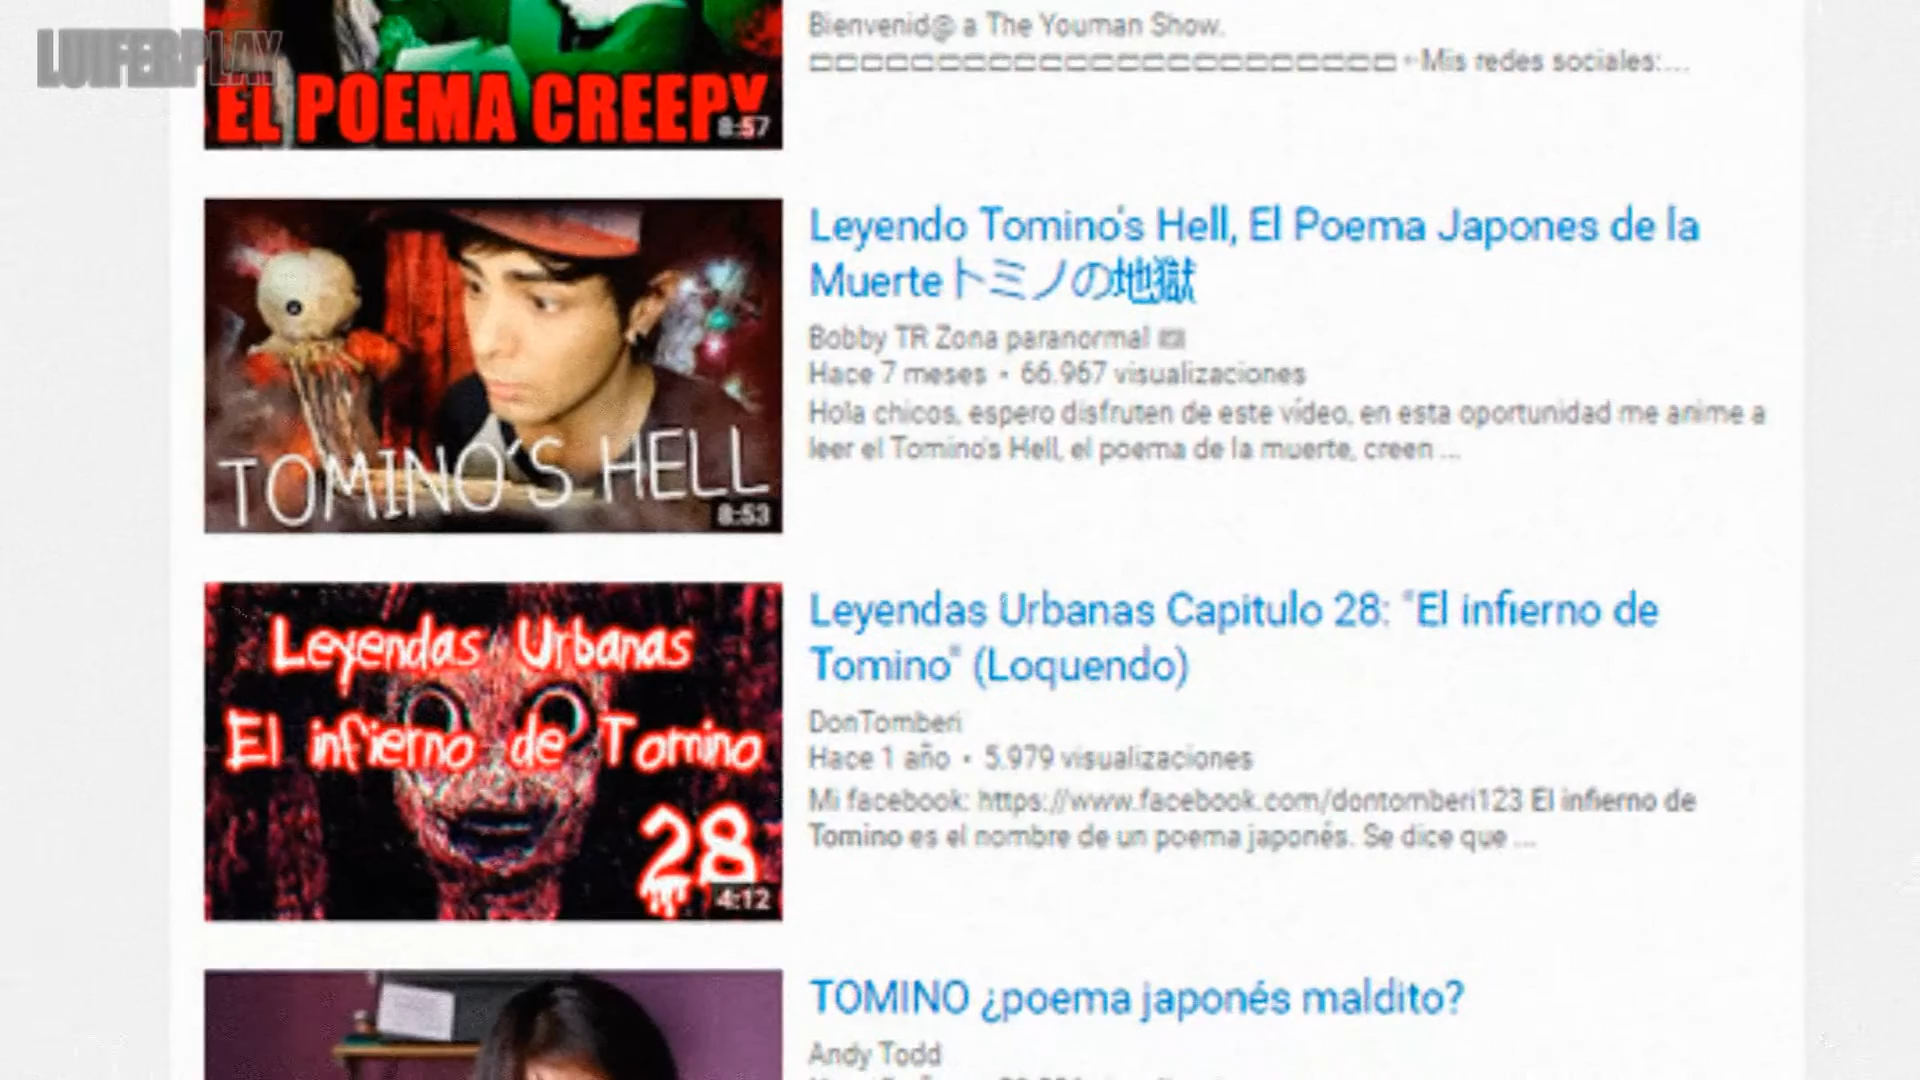 LUIFERPLAY
EL POEMA CREEPY
8:57
Bienvenid@ a The Youman Show.
Mis redes sociales:...
TOMINO'S HELL
8:53
Leyendo Tomino's Hell, El Poema Japones de la
Muerte トミノの地獄
Bobby TR Zona paranormal
Hace 7 meses • 66.967 visualizaciones
Hola chicos, espero disfruten de este vídeo, en esta oportunidad me anime a
leer el Tomino's Hell, el poema de la muerte, creen ...
Leyendas Urbanas
El infierno de Tomino
28
4:12
Leyendas Urbanas Capitulo 28: "El infierno de
Tomino" (Loquendo)
DonTomberi
Hace 1 año • 5.979 visualizaciones
Mi facebook: https://www.facebook.com/dontomberi123 El infierno de
Tomino es el nombre de un poema japonés. Se dice que ...
TOMINO ¿poema japonés maldito?
Andy Todd